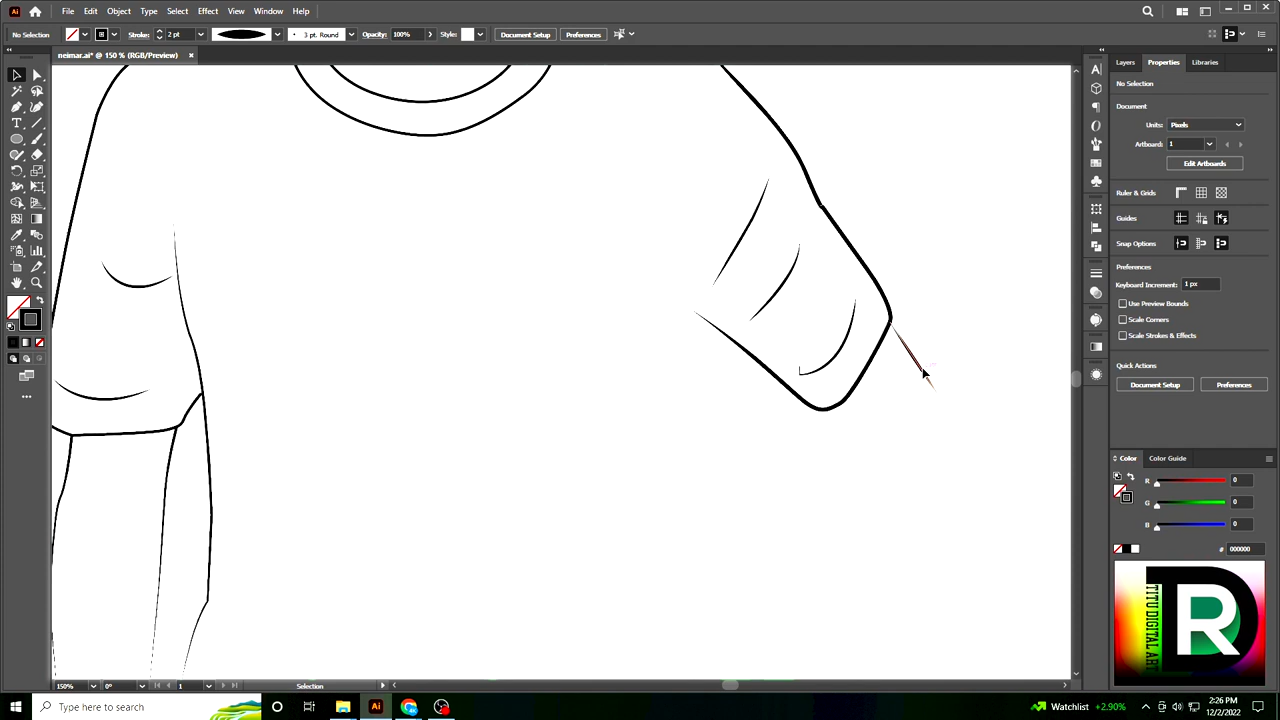 Ai File Edit Object Type Select Effect View Window Help
No Selection Stroke: 2 pt 3 pt. Round Opacity: 100% Style: Document Setup Preferences
neimar.ai* @ 150 % (RGB/Preview) ×
Layers Properties Libraries
No Selection
Document
Units: Pixels
Artboard: 1
Edit Artboards
Ruler & Grids
Guides
Snap Options
Preferences
Keyboard Increment: 1 px
Use Preview Bounds
Scale Corners
Scale Strokes & Effects
Quick Actions
Document Setup Preferences
Color Color Guide
R 0
G 0
B 0
# 000000
TITU DIGITAL ART
DR
150% 0° 1 Selection
Type here to search Ai Watchlist +2.90% 2:26 PM
12/2/2022